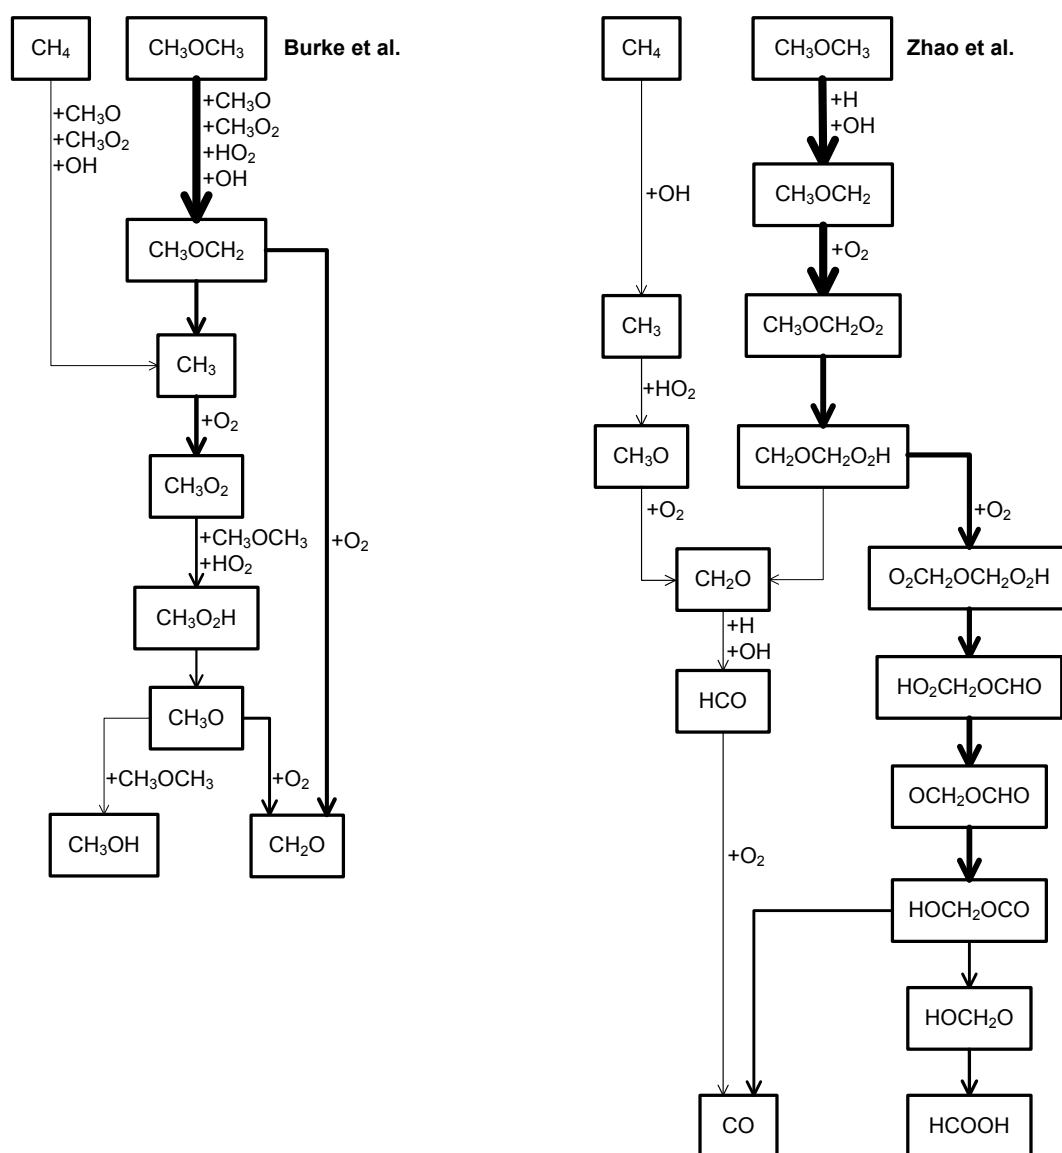 CH₄
CH₃OCH₃
Burke et al.
+CH₃O
+CH₃O₂
+OH
+CH₃O
+CH₃O₂
+HO₂
+OH
CH₃OCH₂
CH₃
+O₂
CH₃O₂
+CH₃OCH₃
+HO₂
+O₂
CH₃O₂H
CH₃O
+CH₃OCH₃
+O₂
CH₃OH
CH₂O
CH₄
CH₃OCH₃
Zhao et al.
+H
+OH
+OH
CH₃OCH₂
+O₂
CH₃
CH₃OCH₂O₂
+HO₂
CH₃O
CH₂OCH₂O₂H
+O₂
+O₂
CH₂O
O₂CH₂OCH₂O₂H
+H
+OH
HCO
HO₂CH₂OCHO
OCH₂OCHO
+O₂
HOCH₂OCO
HOCH₂O
CO
HCOOH